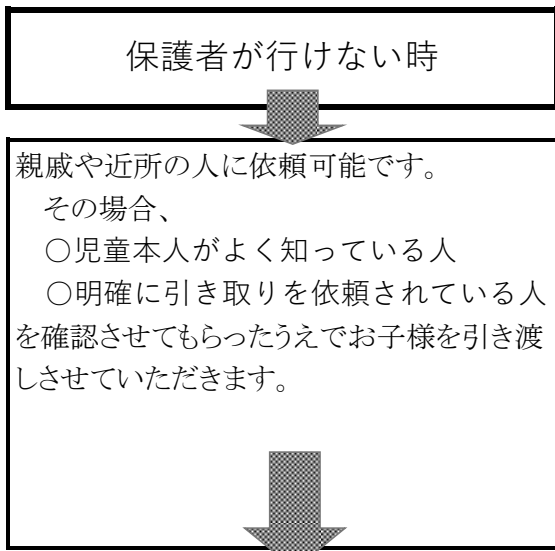 保護者が行けない時
親戚や近所の人に依頼可能です。
その場合、
○児童本人がよく知っている人
○明確に引き取りを依頼されている人
を確認させてもらったうえでお子様を引き渡
しさせていただきます。